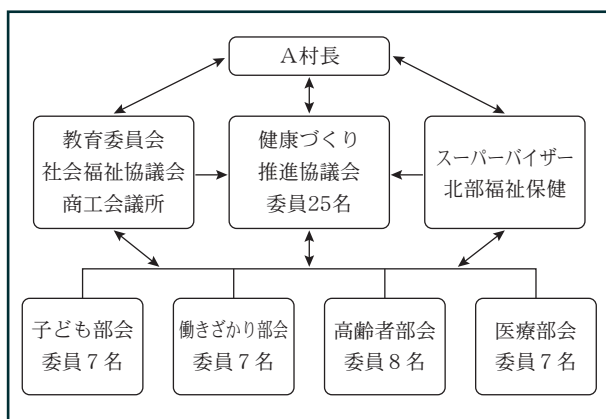 A村長
教育委員会
社会福祉協議会
商工会議所
健康づくり
推進協議会
委員25名
スーパーバイザー
北部福祉保健
子ども部会
委員7名
働きざかり部会
委員7名
高齢者部会
委員8名
医療部会
委員7名